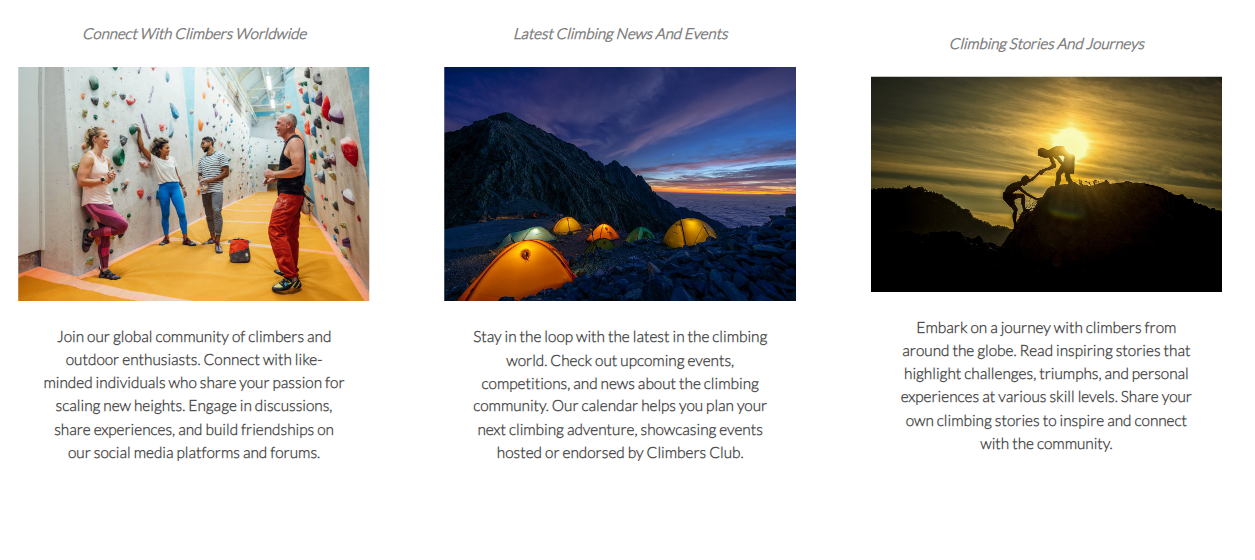 Connect With Climbers Worldwide
Join our global community of climbers and
outdoor enthusiasts. Connect with like-
minded individuals who share your passion for
scaling new heights. Engage in discussions,
share experiences, and build friendships on
our social media platforms and forums.
Latest Climbing News And Events
Stay in the loop with the latest in the climbing
world. Check out upcoming events,
competitions, and news about the climbing
community. Our calendar helps you plan your
next climbing adventure, showcasing events
hosted or endorsed by Climbers Club.
Climbing Stories And Journeys
Embark on a journey with climbers from
around the globe. Read inspiring stories that
highlight challenges, triumphs, and personal
experiences at various skill levels. Share your
own climbing stories to inspire and connect
with the community.